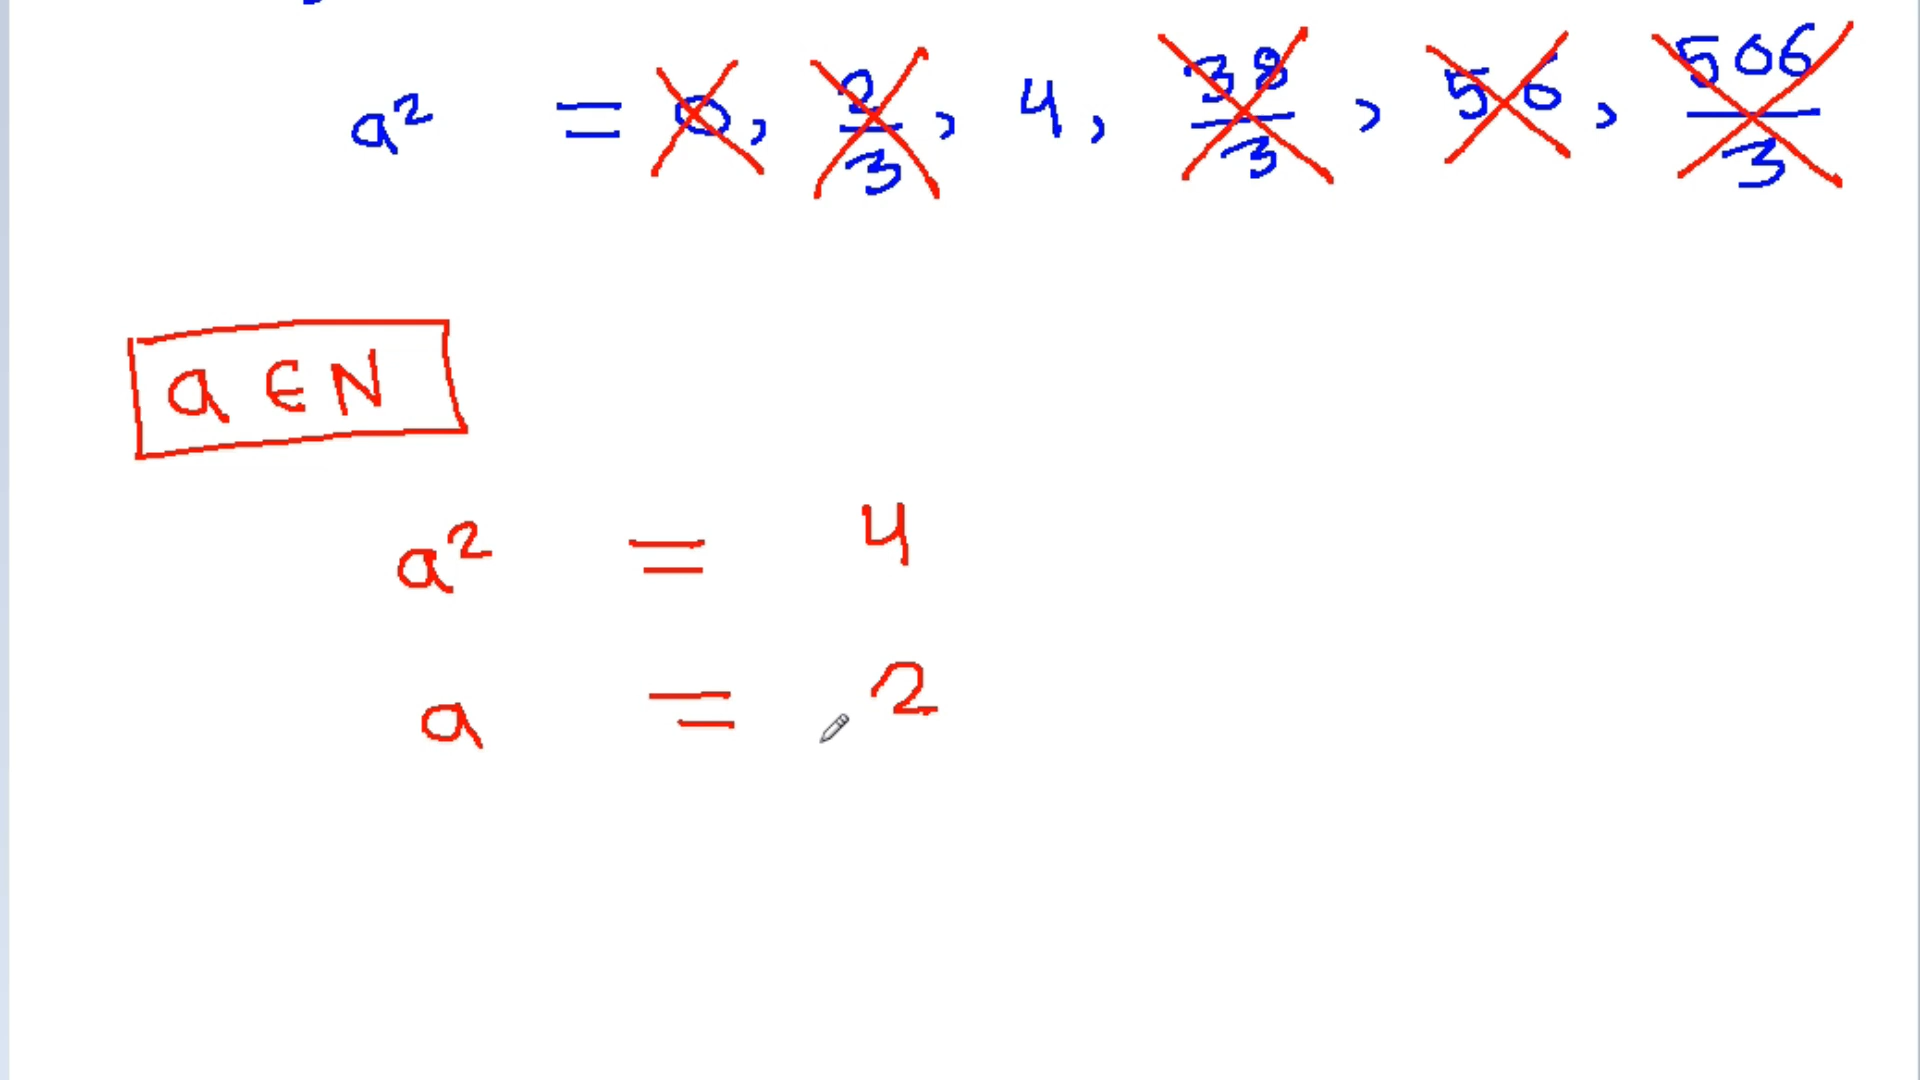 a² = 0, 2/3, 4, 38/3, 56, 506/3
a ∈ N
a² = 4
a = 2